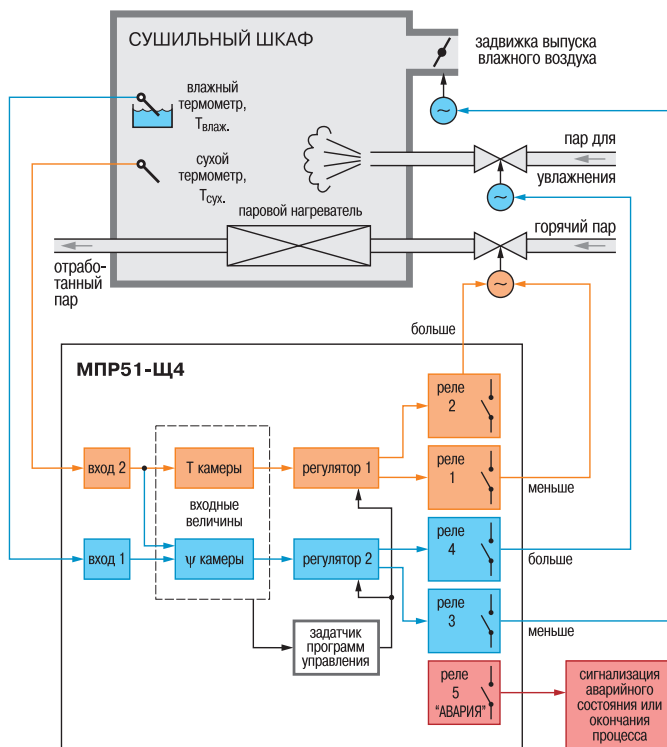 СУШИЛЬНЫЙ ШКАФ
задвижка выпуска
влажного воздуха
влажный
термометр,
Tвлаж.
сухой
термометр,
Tсух.
пар для
увлажнения
паровой нагреватель
горячий пар
отрабо-
танный
пар
больше
МПР51-Щ4
реле
2
вход 2
T камеры
регулятор 1
реле
1
меньше
входные
величины
вход 1
ψ камеры
регулятор 2
реле
4
больше
реле
3
меньше
задатчик
программ
управления
реле
5
"АВАРИЯ"
сигнализация
аварийного
состояния или
окончания
процесса